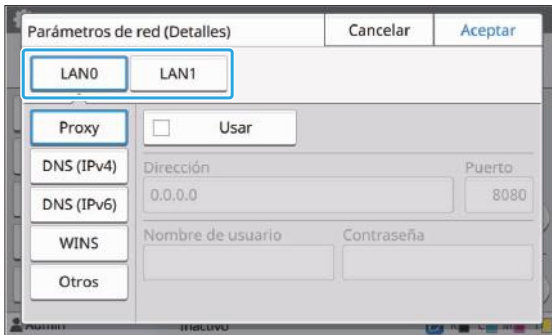 Parámetros de red (Detalles) Cancelar Aceptar
LAN0 LAN1
Proxy Usar
DNS (IPv4) Dirección Puerto
DNS (IPv6) 0.0.0.0 8080
WINS Nombre de usuario Contraseña
Otros
Admin Inactivo